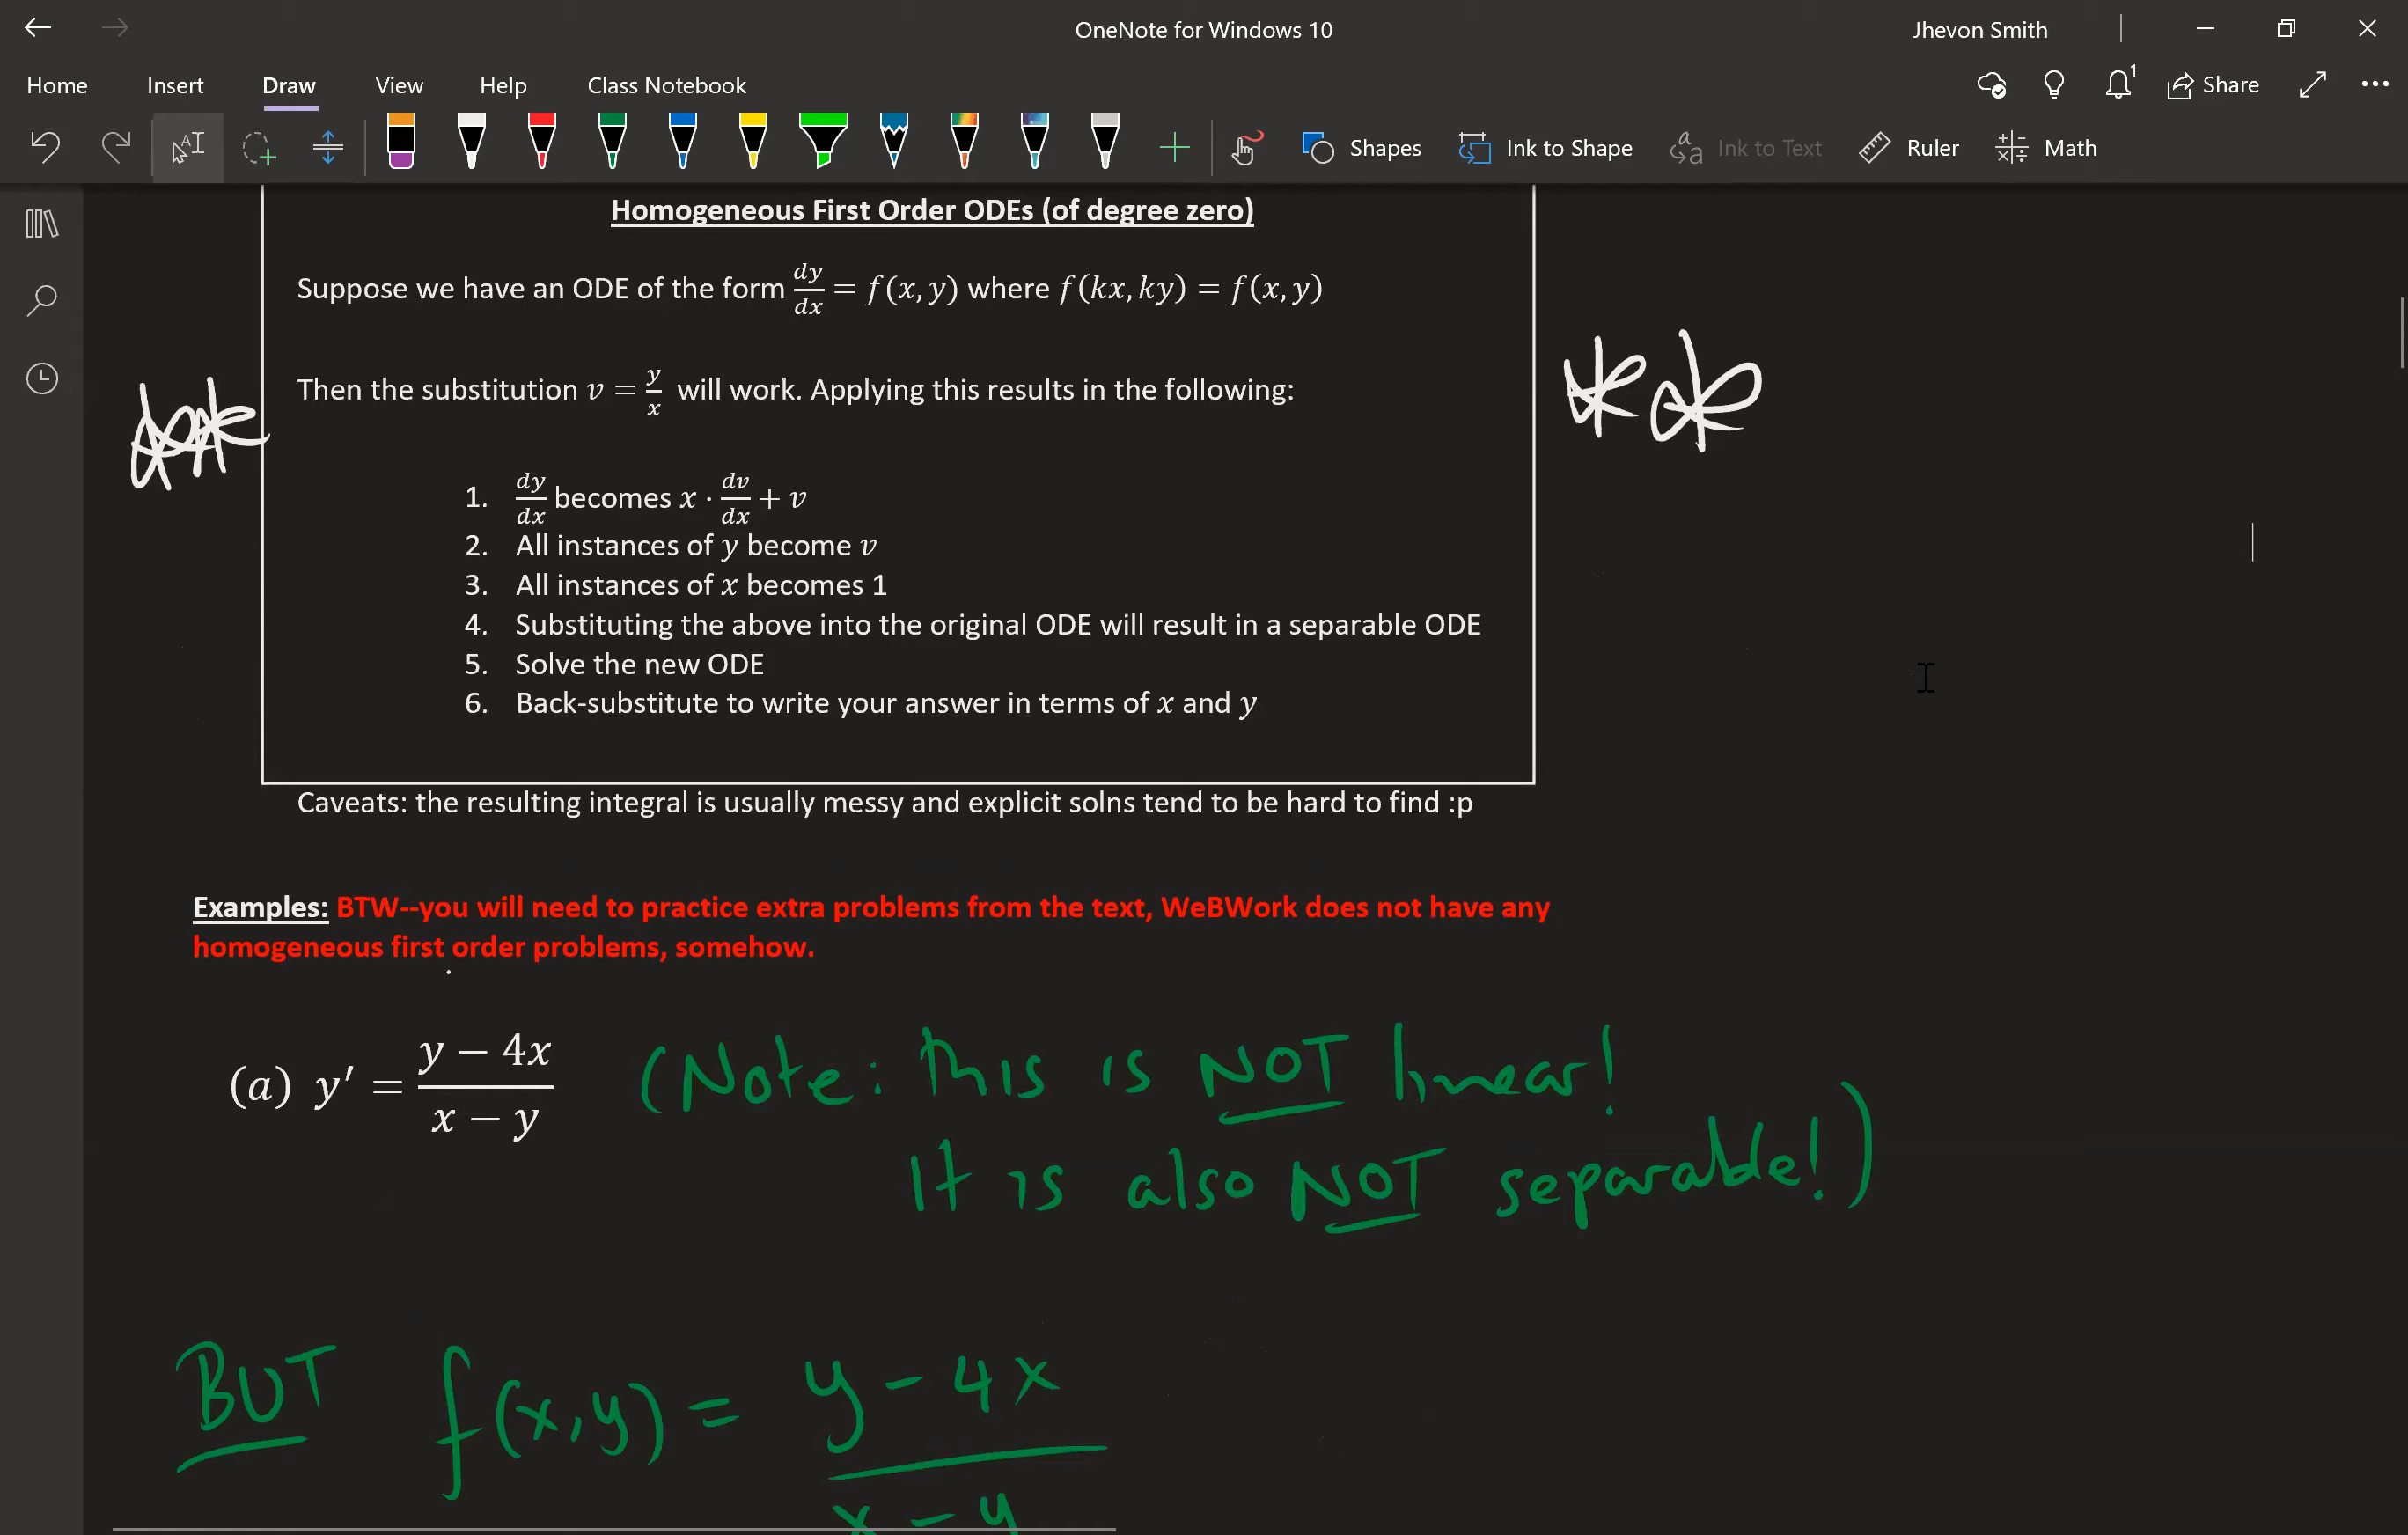 OneNote for Windows 10
Jhevon Smith
Home Insert Draw View Help Class Notebook
1 Share
Shapes Ink to Shape Ink to Text Ruler Math
Homogeneous First Order ODEs (of degree zero)
Suppose we have an ODE of the form dy/dx = f(x, y) where f(kx, ky) = f(x, y)
Then the substitution v = y/x will work. Applying this results in the following:
1. dy/dx becomes x · dv/dx + v
2. All instances of y become v
3. All instances of x becomes 1
4. Substituting the above into the original ODE will result in a separable ODE
5. Solve the new ODE
6. Back-substitute to write your answer in terms of x and y
Caveats: the resulting integral is usually messy and explicit solns tend to be hard to find :p
Examples: BTW--you will need to practice extra problems from the text, WeBWork does not have any
homogeneous first order problems, somehow.
(a) y′ = (y − 4x)/(x − y) (Note: this is NOT linear!
It is also NOT separable!)
BUT f(x,y) = (y − 4x)/(x − y)